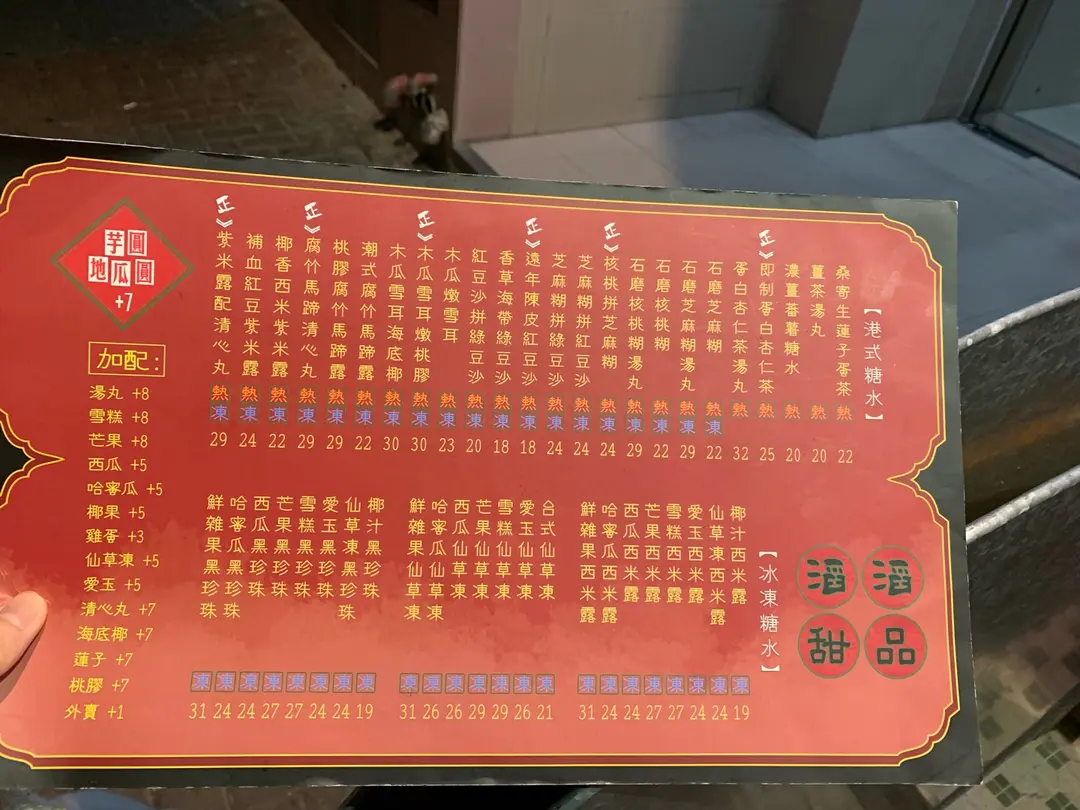 滔滔甜品
【港式糖水】
桑寄生蓮子蛋茶 熱 22
薑茶湯丸 熱 20
濃薑蕃薯糖水 熱 20
正》即制蛋白杏仁茶 熱 25
蛋白杏仁茶湯丸 熱 32
石磨芝麻糊 熱 凍 22
石磨芝麻糊湯丸 熱 凍 29
石磨核桃糊 熱 凍 22
石磨核桃糊湯丸 熱 凍 29
正》核桃拼芝麻糊 熱 凍 24
芝麻糊拼紅豆沙 熱 凍 24
芝麻糊拼綠豆沙 熱 凍 24
正》遠年陳皮紅豆沙 熱 凍 18
香草海帶綠豆沙 熱 凍 18
紅豆沙拼綠豆沙 熱 凍 20
木瓜燉雪耳 熱 23
正》木瓜雪耳燉桃膠 熱 凍 30
木瓜雪耳海底椰 熱 凍 30
潮式腐竹馬蹄露 熱 凍 22
桃膠腐竹馬蹄露 熱 凍 29
正》腐竹馬蹄清心丸 熱 凍 29
椰香西米紫米露 熱 凍 22
補血紅豆紫米露 熱 凍 24
正》紫米露配清心丸 熱 凍 29
【冰凍糖水】
椰汁西米露 凍 19
仙草凍西米露 凍 24
愛玉西米露 凍 24
雪糕西米露 凍 27
芒果西米露 凍 27
西瓜西米露 凍 24
哈密瓜西米露 凍 24
鮮雜果西米露 凍 31
台式仙草凍 凍 21
愛玉仙草凍 凍 26
雪糕仙草凍 凍 29
芒果仙草凍 凍 29
西瓜仙草凍 凍 26
哈密瓜仙草凍 凍 26
鮮雜果仙草凍 凍 31
椰汁黑珍珠 凍 19
仙草凍黑珍珠 凍 24
愛玉黑珍珠 凍 24
雪糕黑珍珠 凍 27
芒果黑珍珠 凍 27
西瓜黑珍珠 凍 24
哈密瓜黑珍珠 凍 24
鮮雜果黑珍珠 凍 31
芋圓
地瓜圓
+7
加配：
湯丸 +8
雪糕 +8
芒果 +8
西瓜 +5
哈密瓜 +5
椰果 +5
雞蛋 +3
仙草凍 +5
愛玉 +5
清心丸 +7
海底椰 +7
蓮子 +7
桃膠 +7
外賣 +1